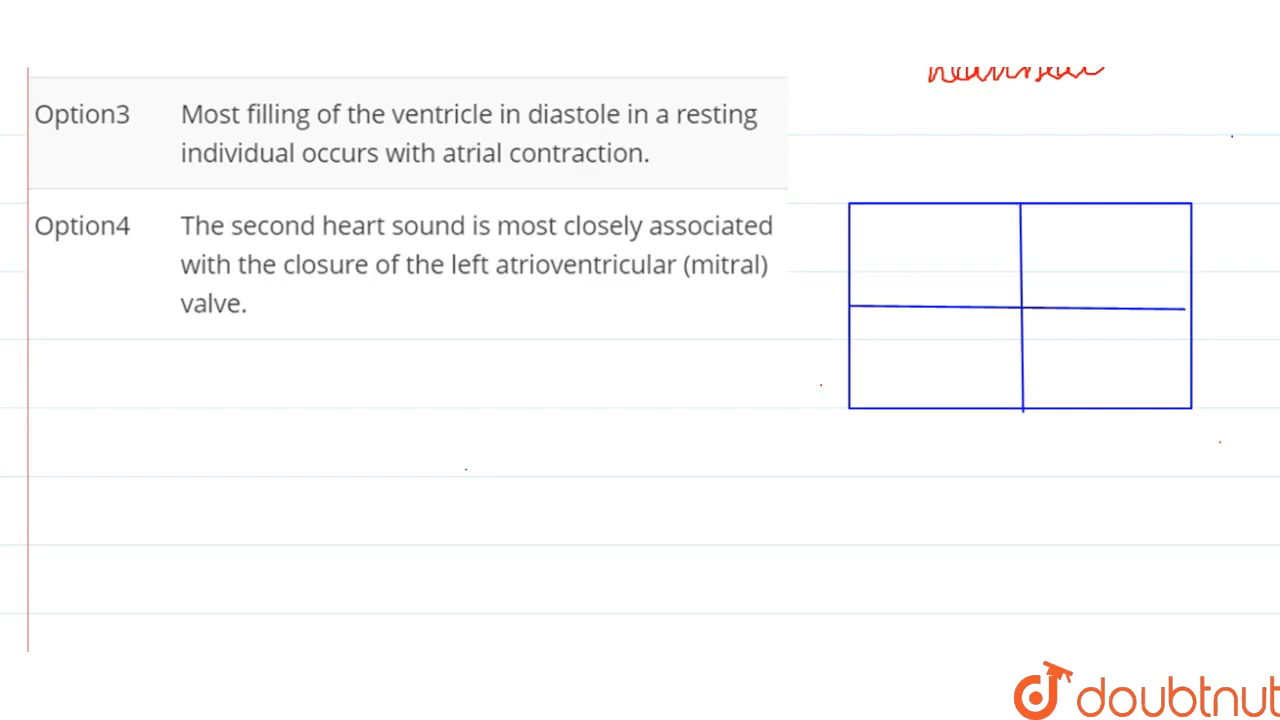 Option3 Most filling of the ventricle in diastole in a resting
individual occurs with atrial contraction.
Option4 The second heart sound is most closely associated
with the closure of the left atrioventricular (mitral)
valve.
doubtnut